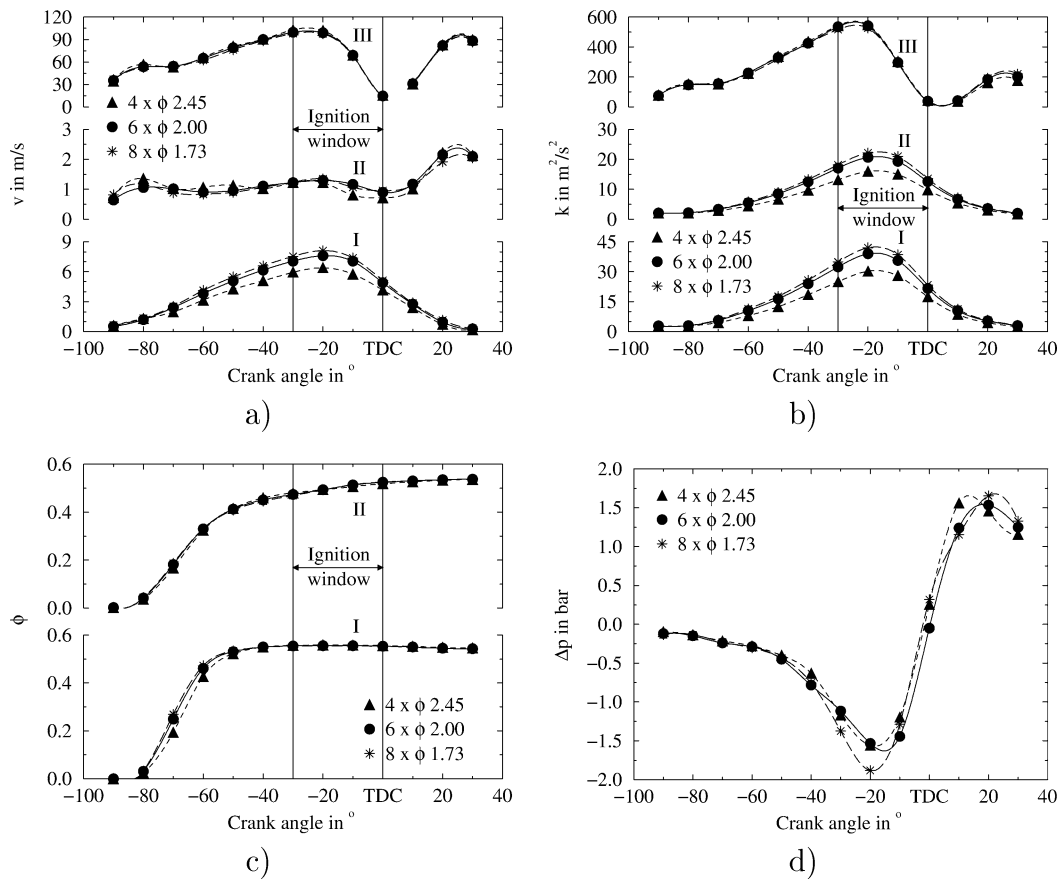 120
90
60
30
0
III
4 x ϕ 2.45
6 x ϕ 2.00
8 x ϕ 1.73
Ignition
window
3
2
1
0
II
9
6
3
0
I
v in m/s
−100 −80 −60 −40 −20 TDC 20 40
Crank angle in °
a)
600
400
200
0
III
30
20
10
0
II
Ignition
window
45
30
15
0
I
4 x ϕ 2.45
6 x ϕ 2.00
8 x ϕ 1.73
k in m²/s²
−100 −80 −60 −40 −20 TDC 20 40
Crank angle in °
b)
0.6
0.4
0.2
0.0
II
Ignition
window
0.6
0.4
0.2
0.0
I
4 x ϕ 2.45
6 x ϕ 2.00
8 x ϕ 1.73
ϕ
−100 −80 −60 −40 −20 TDC 20 40
Crank angle in °
c)
2.0
1.5
1.0
0.5
0.0
−0.5
−1.0
−1.5
−2.0
4 x ϕ 2.45
6 x ϕ 2.00
8 x ϕ 1.73
Δp in bar
−100 −80 −60 −40 −20 TDC 20 40
Crank angle in °
d)